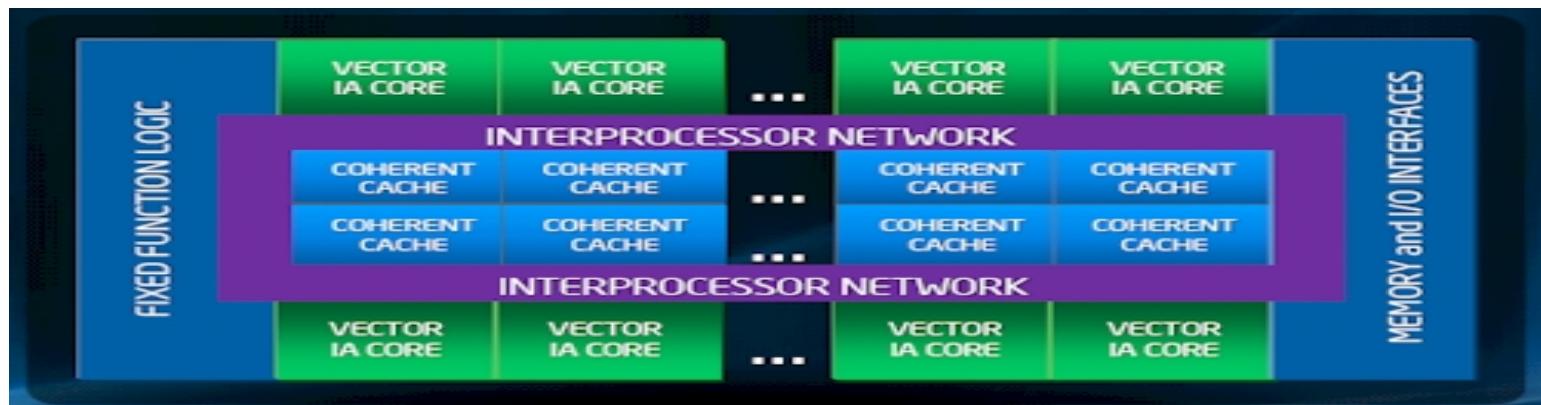 FIXED FUNCTION LOGIC
VECTOR IA CORE
VECTOR IA CORE
...
VECTOR IA CORE
VECTOR IA CORE
INTERPROCESSOR NETWORK
COHERENT CACHE
COHERENT CACHE
...
COHERENT CACHE
COHERENT CACHE
COHERENT CACHE
COHERENT CACHE
...
COHERENT CACHE
COHERENT CACHE
INTERPROCESSOR NETWORK
VECTOR IA CORE
VECTOR IA CORE
...
VECTOR IA CORE
VECTOR IA CORE
MEMORY and I/O INTERFACES